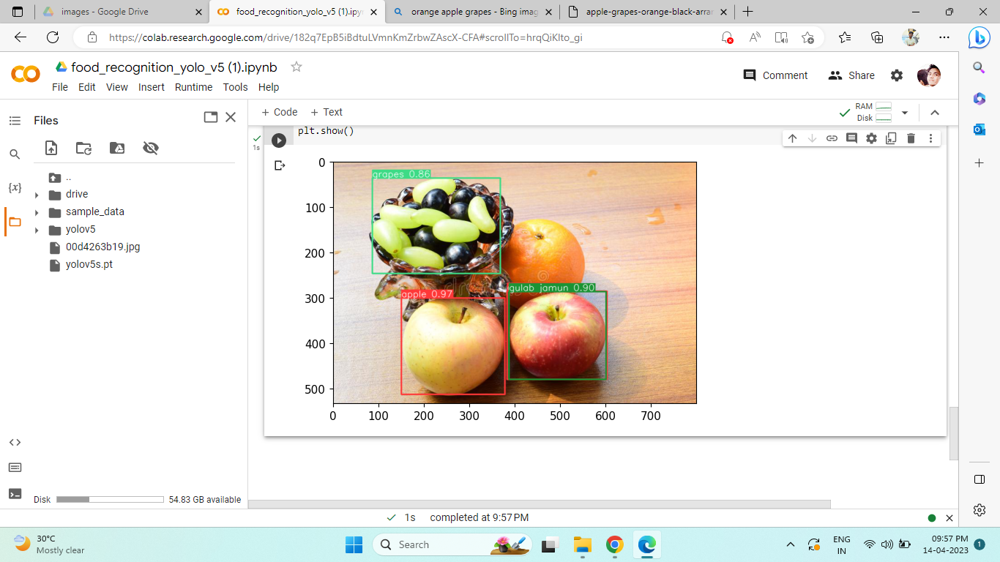 images - Google Drive
food_recognition_yolo_v5 (1).ipyn
orange apple grapes - Bing imag
apple-grapes-orange-black-arrar
https://colab.research.google.com/drive/182q7EpB5iBdtuLVmnKmZrbwZAscX-CFA#scrollTo=hrqQiKlto_gi
food_recognition_yolo_v5 (1).ipynb
File Edit View Insert Runtime Tools Help
Comment
Share
Files
+ Code + Text
RAM
Disk
{x}
..
drive
sample_data
yolov5
00d4263b19.jpg
yolov5s.pt
1s
plt.show()
0
100
200
300
400
500
grapes 0.86
apple 0.97
gulab jamun 0.90
0 100 200 300 400 500 600 700
Disk 54.83 GB available
1s completed at 9:57 PM
30°C
Mostly clear
Search
ENG
IN
09:57 PM
14-04-2023
1